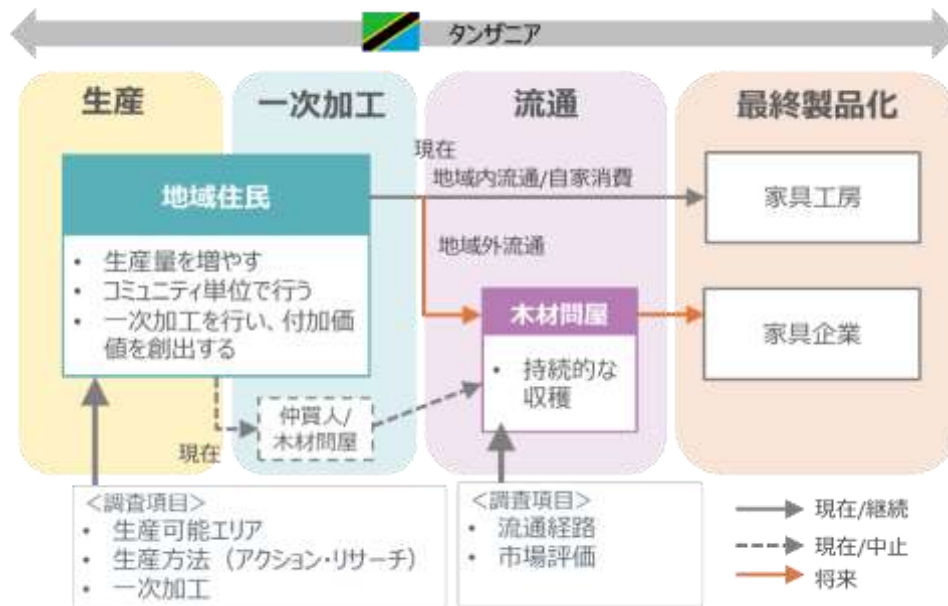 タンザニア
生産
一次加工
流通
最終製品化
地域住民
・ 生産量を増やす
・ コミュニティ単位で行う
・ 一次加工を行い、付加価
値を創出する
現在
地域内流通/自家消費
地域外流通
木材問屋
・ 持続的な
収穫
家具工房
家具企業
仲買人/
木材問屋
現在
<調査項目>
・ 生産可能エリア
・ 生産方法（アクション・リサーチ）
・ 一次加工
<調査項目>
・ 流通経路
・ 市場評価
現在/継続
現在/中止
将来